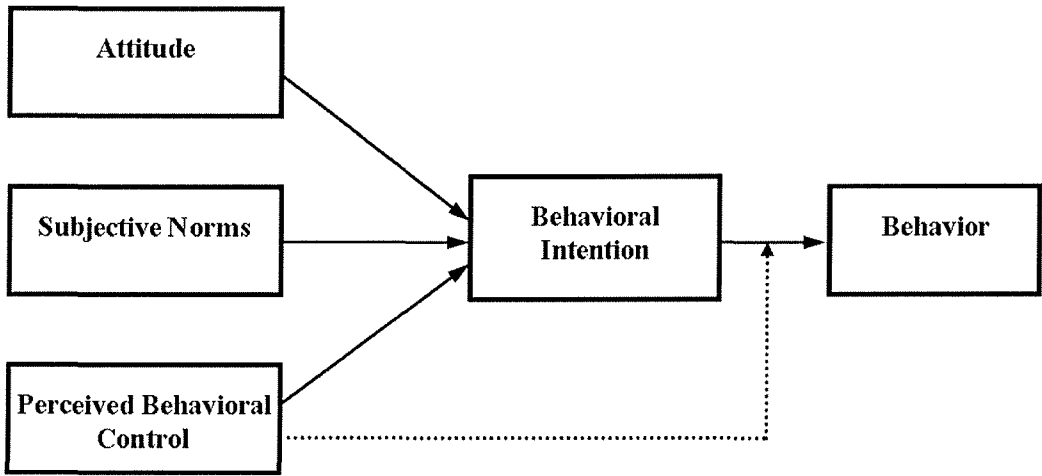 Attitude
Subjective Norms
Perceived Behavioral
Control
Behavioral
Intention
Behavior